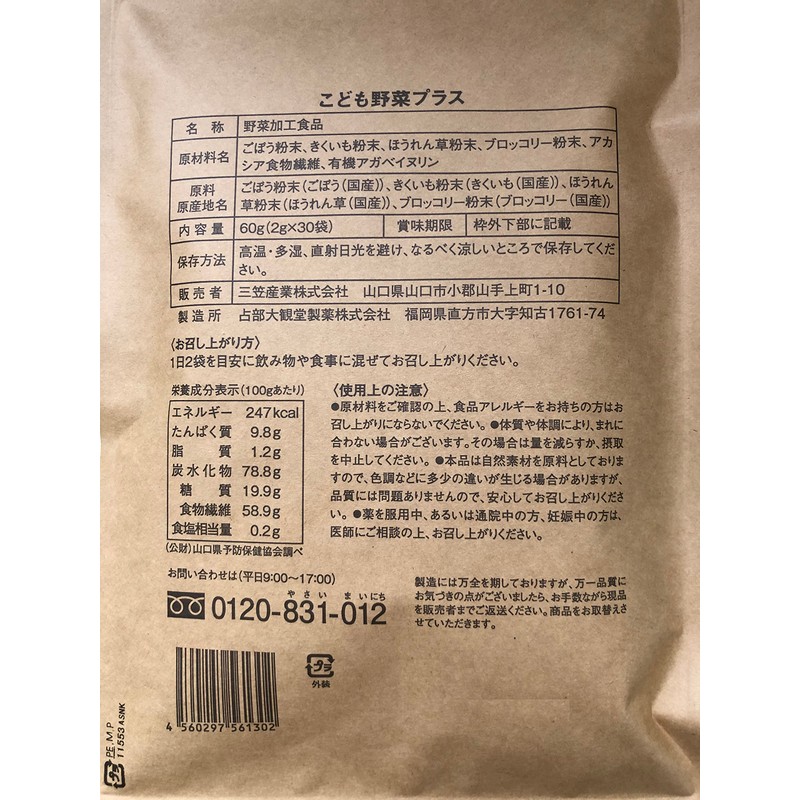 こども野菜プラス
名称 野菜加工食品
原材料名 ごぼう粉末、きくいも粉末、ほうれん草粉末、ブロッコリー粉末、アカ
シア食物繊維、有機アガベイヌリン
原料
原産地名 ごぼう粉末(ごぼう(国産))、きくいも粉末(きくいも(国産))、ほうれん
草粉末(ほうれん草(国産))、ブロッコリー粉末(ブロッコリー(国産))
内容量 60g(2g×30袋) 賞味期限 枠外下部に記載
保存方法 高温・多湿、直射日光を避け、なるべく涼しいところで保存してくだ
さい。
販売者 三笠産業株式会社 山口県山口市小郡山手上町1-10
製造所 占部大観堂製薬株式会社 福岡県直方市大字知古1761-74
〈お召し上がり方〉
1日2袋を目安に飲み物や食事に混ぜてお召し上がりください。
栄養成分表示(100gあたり)
エネルギー 247kcal
たんぱく質 9.8g
脂質 1.2g
炭水化物 78.8g
糖質 19.9g
食物繊維 58.9g
食塩相当量 0.2g
(公財)山口県予防保健協会調べ
〈使用上の注意〉
●原材料をご確認の上、食品アレルギーをお持ちの方はお
召し上がりにならないでください。●体質や体調により、まれに
合わない場合がございます。その場合は量を減らすか、摂取
を中止してください。●本品は自然素材を原料としておりま
すので、色調などに多少の違いが生じる場合がありますが、
品質には問題ありませんので、安心してお召し上がりくださ
い。●薬を服用中、あるいは通院中の方、妊娠中の方は、
医師にご相談の上、お召し上がりください。
お問い合わせは(平日9:00〜17:00)
やさい まいにち
0120-831-012
製造には万全を期しておりますが、万一品質に
お気づきの点がございましたら、お手数ながら現品
を販売者までご返送ください。商品をお取替えさ
せていただきます。
4 560297 561302
プラ
外装
プラ
PE,M,P
11553 ASNK